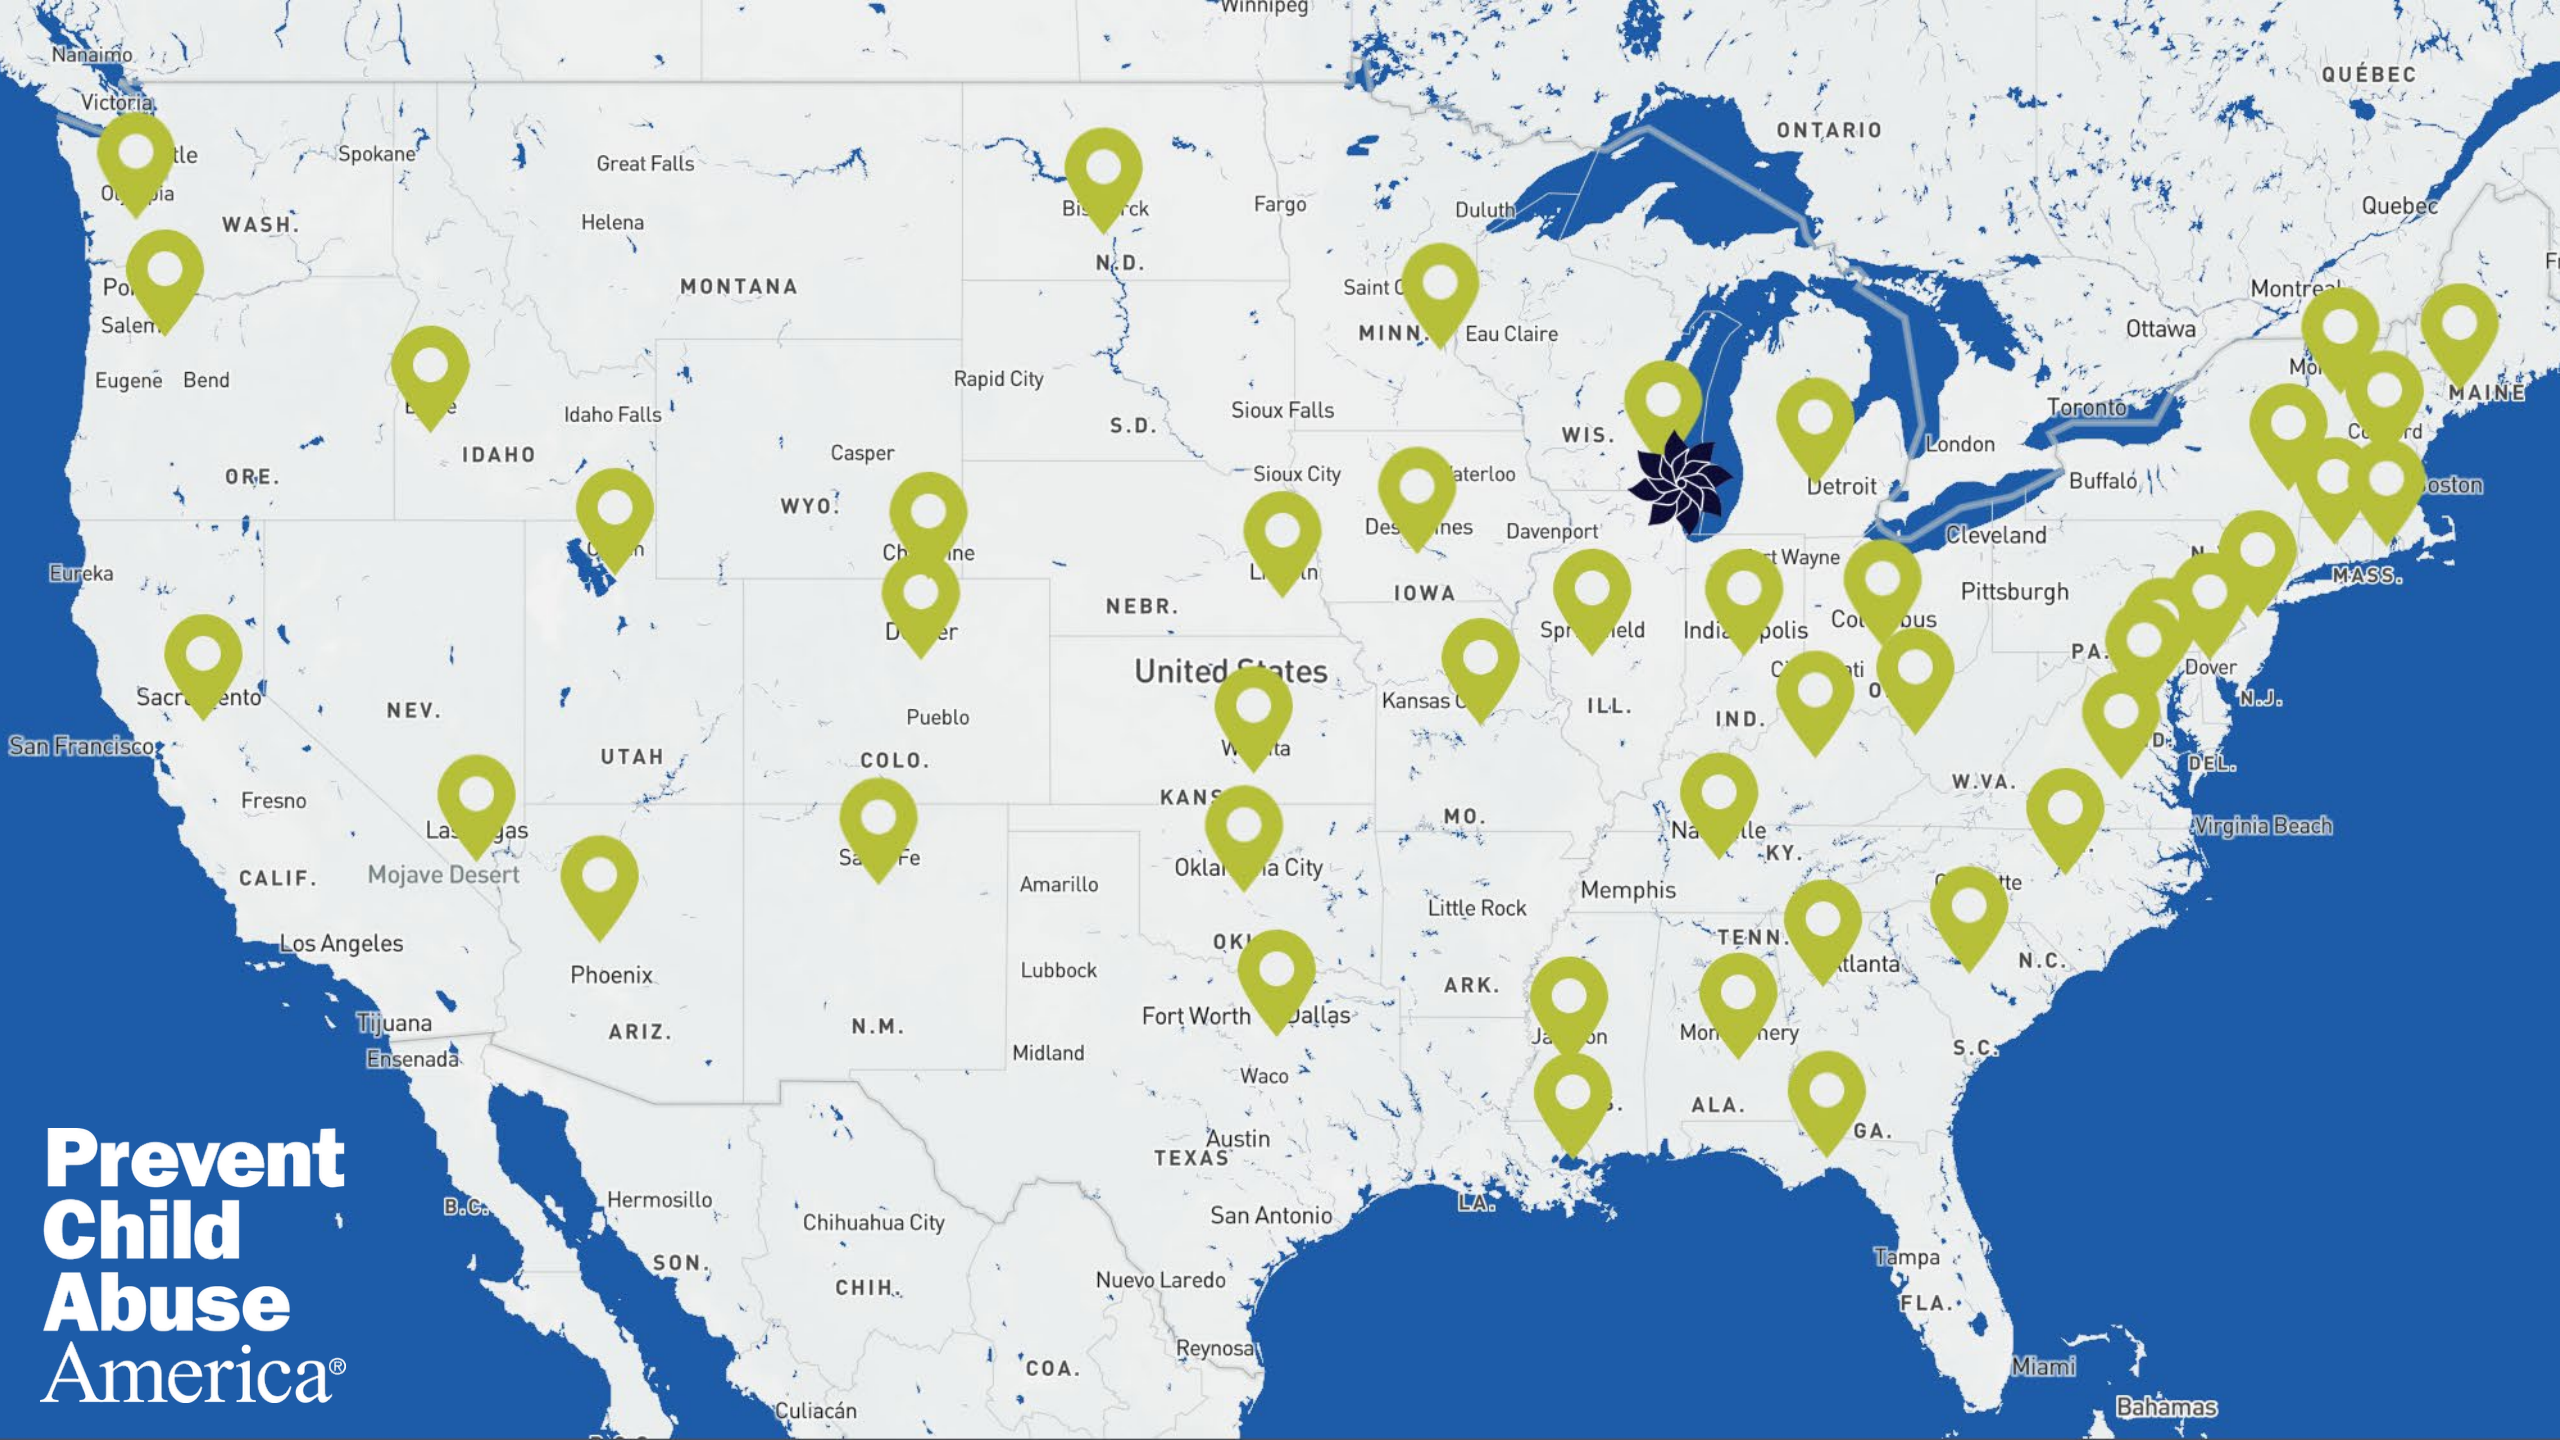 Winnipeg
Nanaimo
QUÉBEC
Victoria
ONTARIO
Spokane
Great Falls
Fargo
Duluth
Quebec
WASH.
Helena
N.D.
MONTANA
Montreal
Salem
MINN.
Eau Claire
Ottawa
Eugene
Bend
Rapid City
MAINE
Idaho Falls
Sioux Falls
Toronto
S.D.
WIS.
London
IDAHO
Casper
ORE.
Sioux City
Buffalo
Detroit
WYO.
Davenport
Cleveland
Eureka
MASS.
IOWA
Pittsburgh
NEBR.
PA.
United States
Dover
N.J.
NEV.
ILL.
IND.
Pueblo
San Francisco
UTAH
COLO.
DEL.
W.VA.
Fresno
MO.
Virginia Beach
KY.
CALIF.
Mojave Desert
Amarillo
Memphis
Little Rock
TENN.
Los Angeles
N.C.
Lubbock
Phoenix
ARK.
Fort Worth
Dallas
Tijuana
ARIZ.
N.M.
S.C.
Midland
Ensenada
Waco
ALA.
GA.
Austin
TEXAS
Hermosillo
B.C.
LA.
San Antonio
Chihuahua City
Tampa
SON.
Nuevo Laredo
CHIH.
FLA.
Reynosa
COA.
Miami
Culiacán
Bahamas
Prevent
Child
Abuse
America®